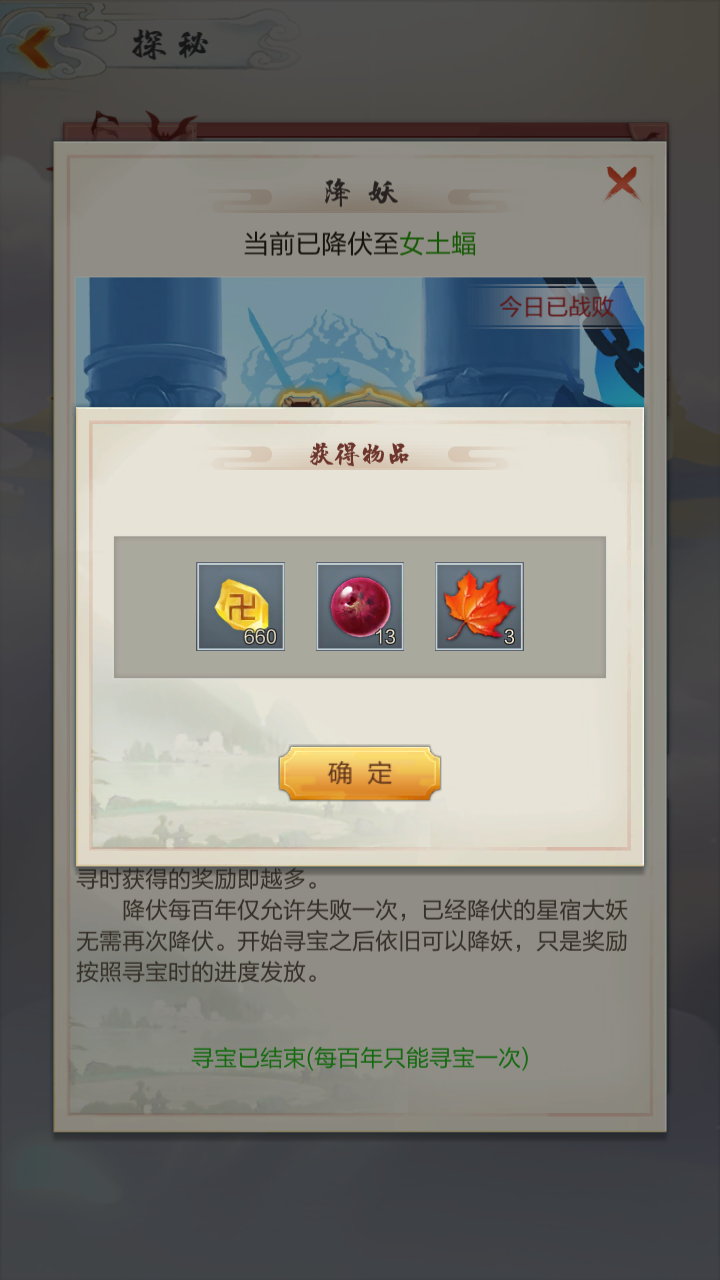 探秘
降妖
当前已降伏至女土蝠
今日已战败
获得物品
卍
660
13
3
确定
寻时获得的奖励即越多。
降伏每百年仅允许失败一次，已经降伏的星宿大妖
无需再次降伏。开始寻宝之后依旧可以降妖，只是奖励
按照寻宝时的进度发放。
寻宝已结束(每百年只能寻宝一次)